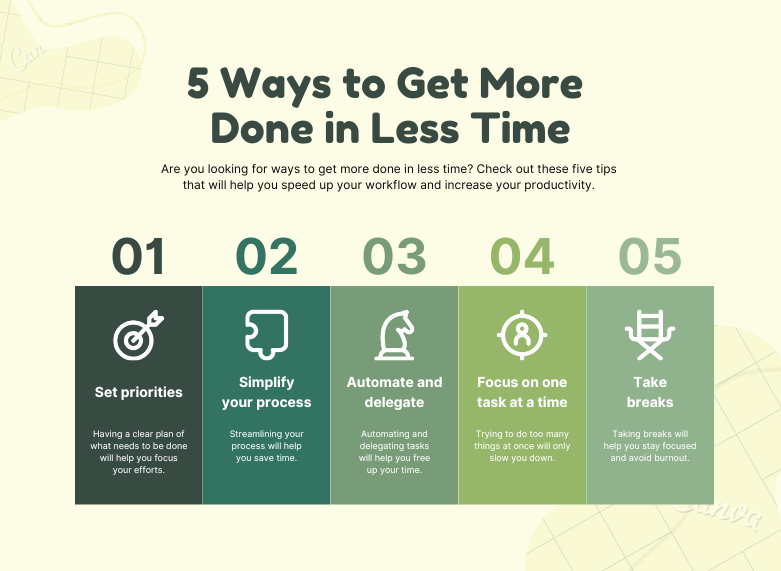 Can
5 Ways to Get More
Done in Less Time
Are you looking for ways to get more done in less time? Check out these five tips
that will help you speed up your workflow and increase your productivity.
01
02
03
04
05
Set priorities
Having a clear plan of
what needs to be done
will help you focus
your efforts.
Simplify
your process
Streamlining your
process will help
you save time.
Automate and
delegate
Automating and
delegating tasks
will help you free
up your time.
Focus on one
task at a time
Trying to do too many
things at once will only
slow you down.
Take
breaks
Taking breaks will
help you stay focused
and avoid burnout.
Canva